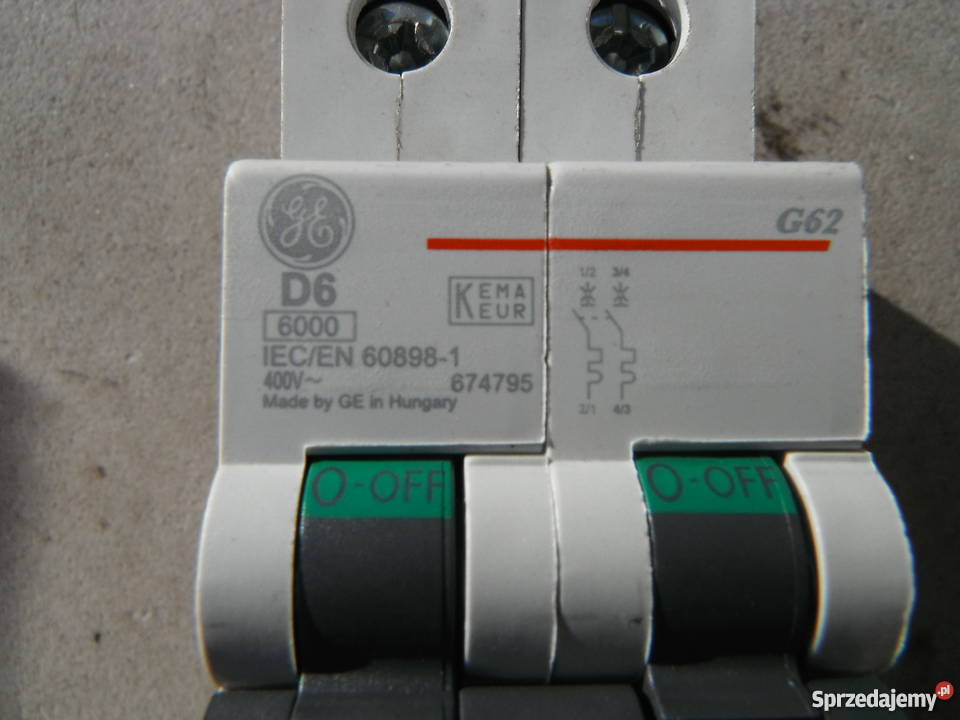 GE
G62
D6
6000
KEMA
EUR
IEC/EN 60898-1
400V~
674795
Made by GE in Hungary
1/2 3/4
2/1 4/3
O-OFF
O-OFF
Sprzedajemy.pl